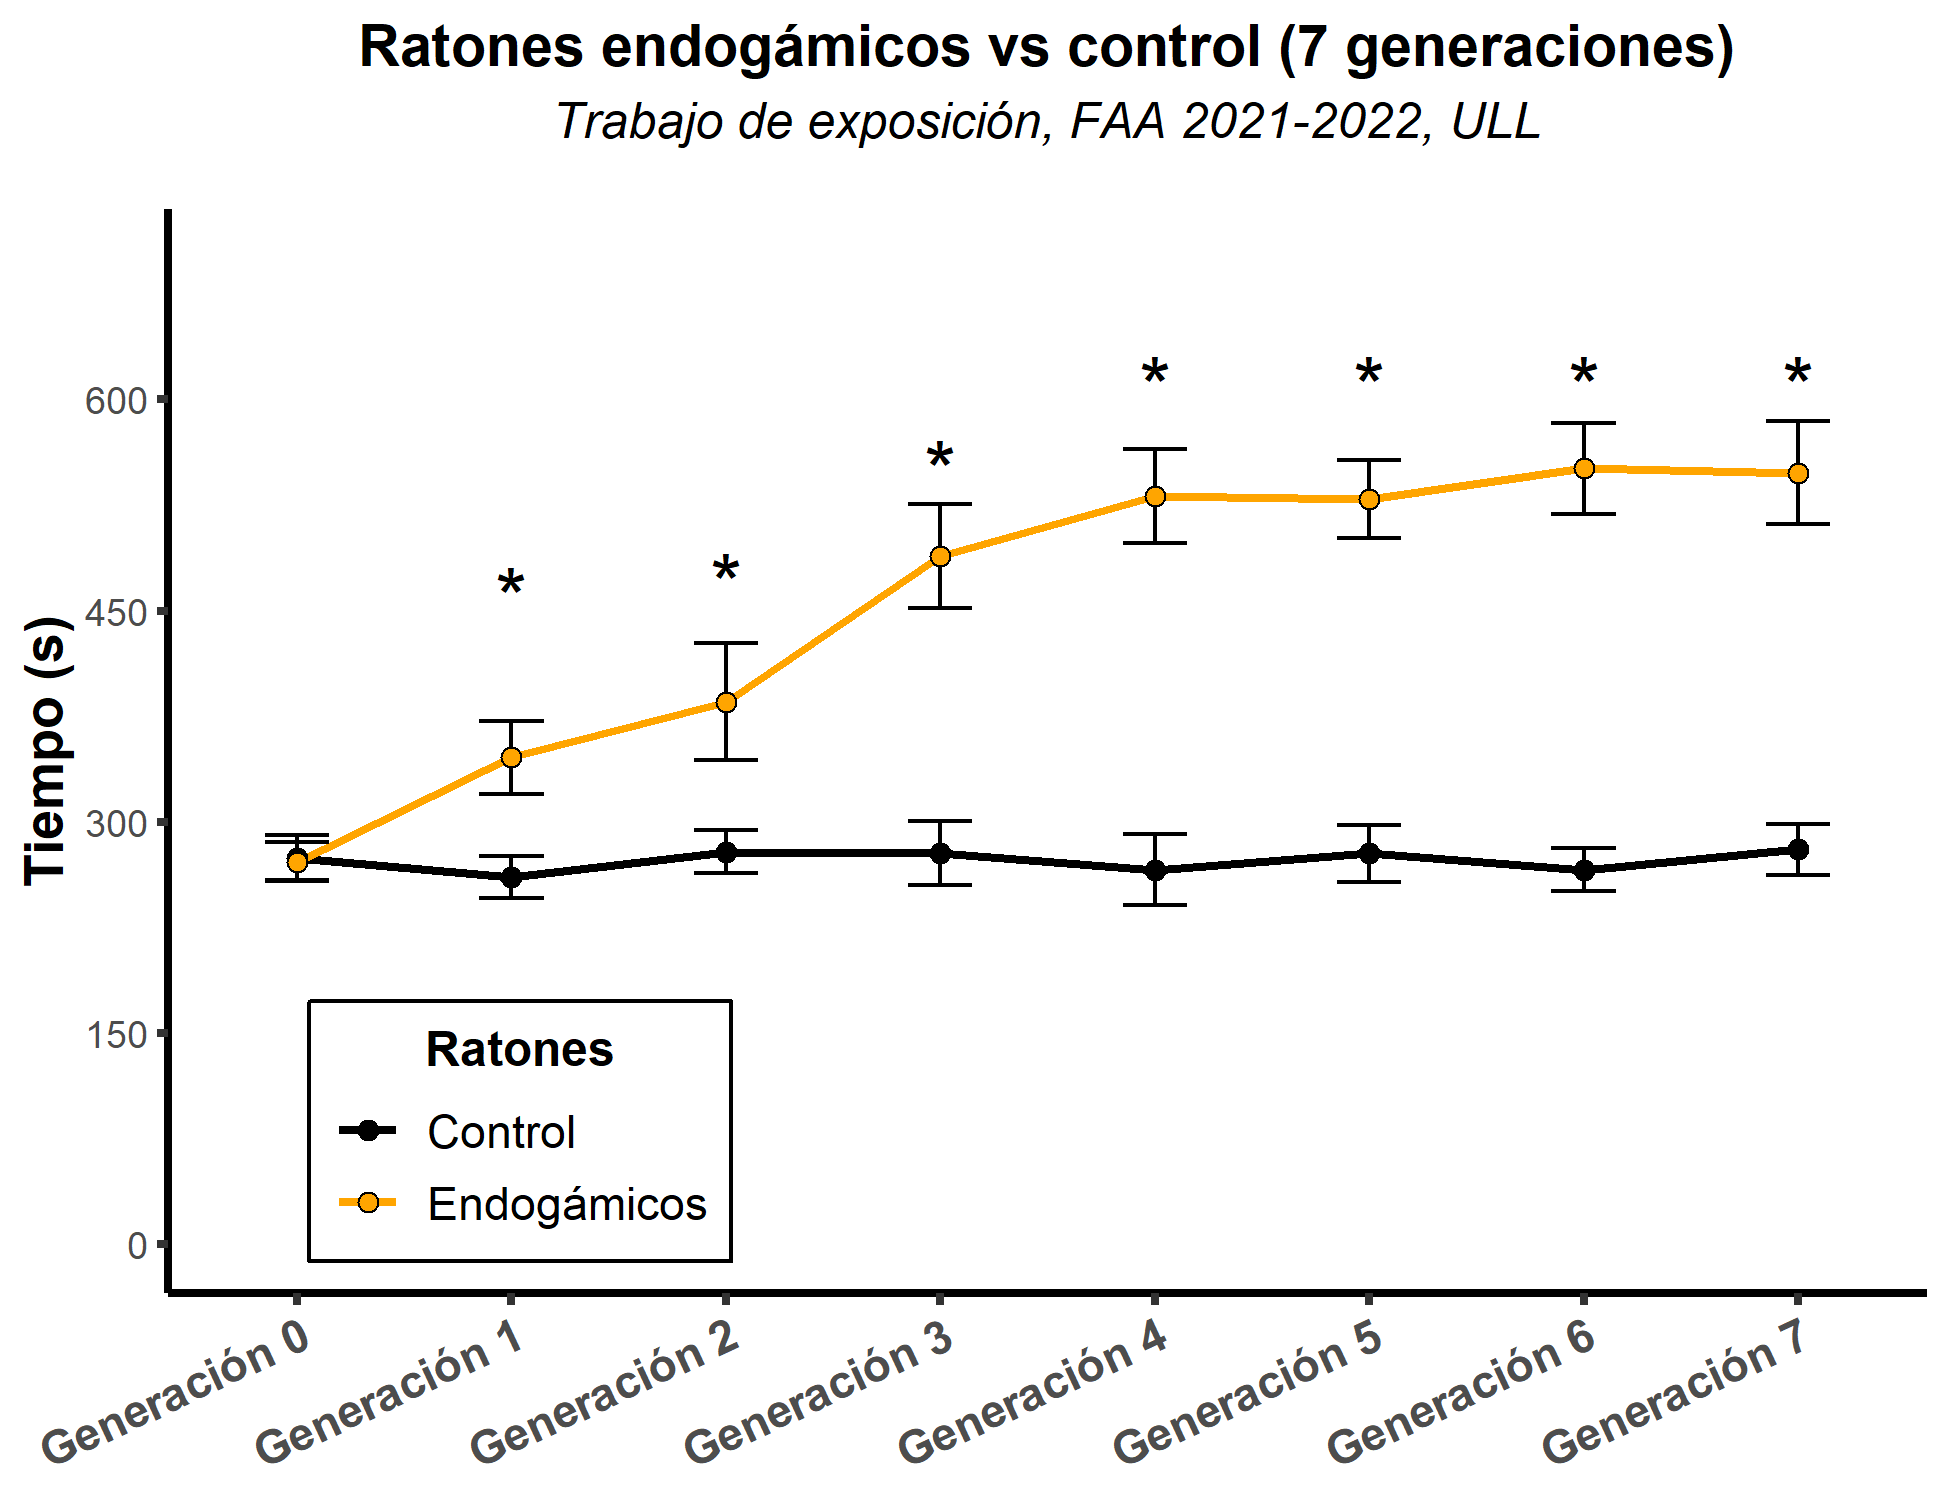 Ratones endogámicos vs control (7 generaciones)
Trabajo de exposición, FAA 2021-2022, ULL
Tiempo (s)
600
450
300
150
0
* * * * * * *
Ratones
Control
Endogámicos
Generación 0
Generación 1
Generación 2
Generación 3
Generación 4
Generación 5
Generación 6
Generación 7